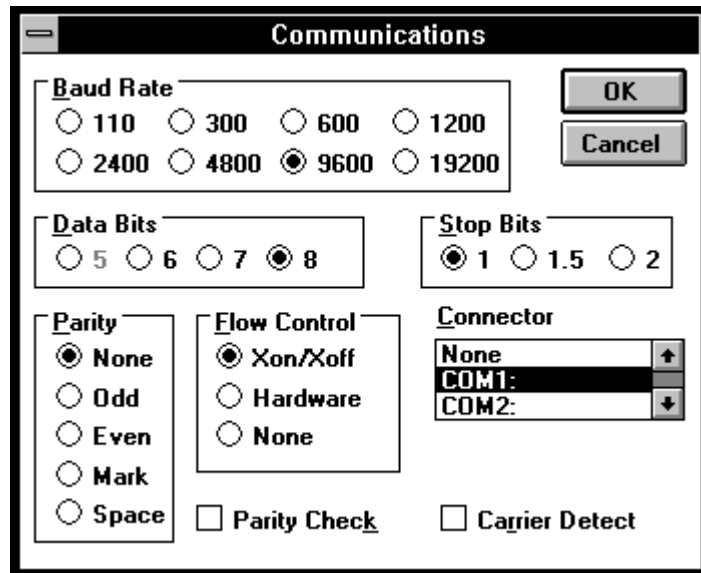 Communications
Baud Rate
110 300 600 1200
2400 4800 9600 19200
OK
Cancel
Data Bits
5 6 7 8
Stop Bits
1 1.5 2
Parity
None
Odd
Even
Mark
Space
Flow Control
Xon/Xoff
Hardware
None
Connector
None
COM1:
COM2:
Parity Check
Carrier Detect